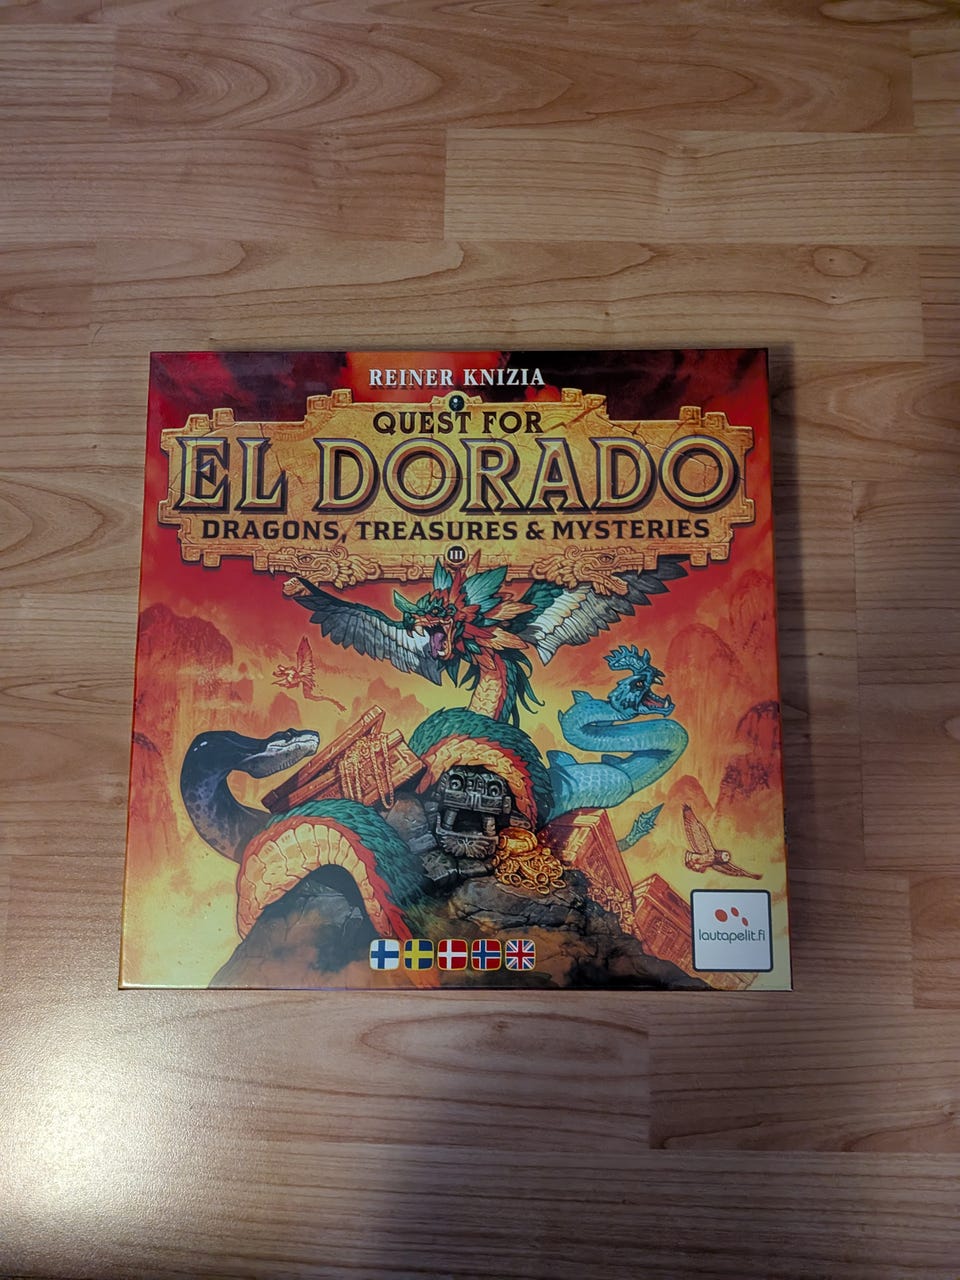 REINER KNIZIA
QUEST FOR
EL DORADO
DRAGONS, TREASURES & MYSTERIES
III
lautapelit.fi